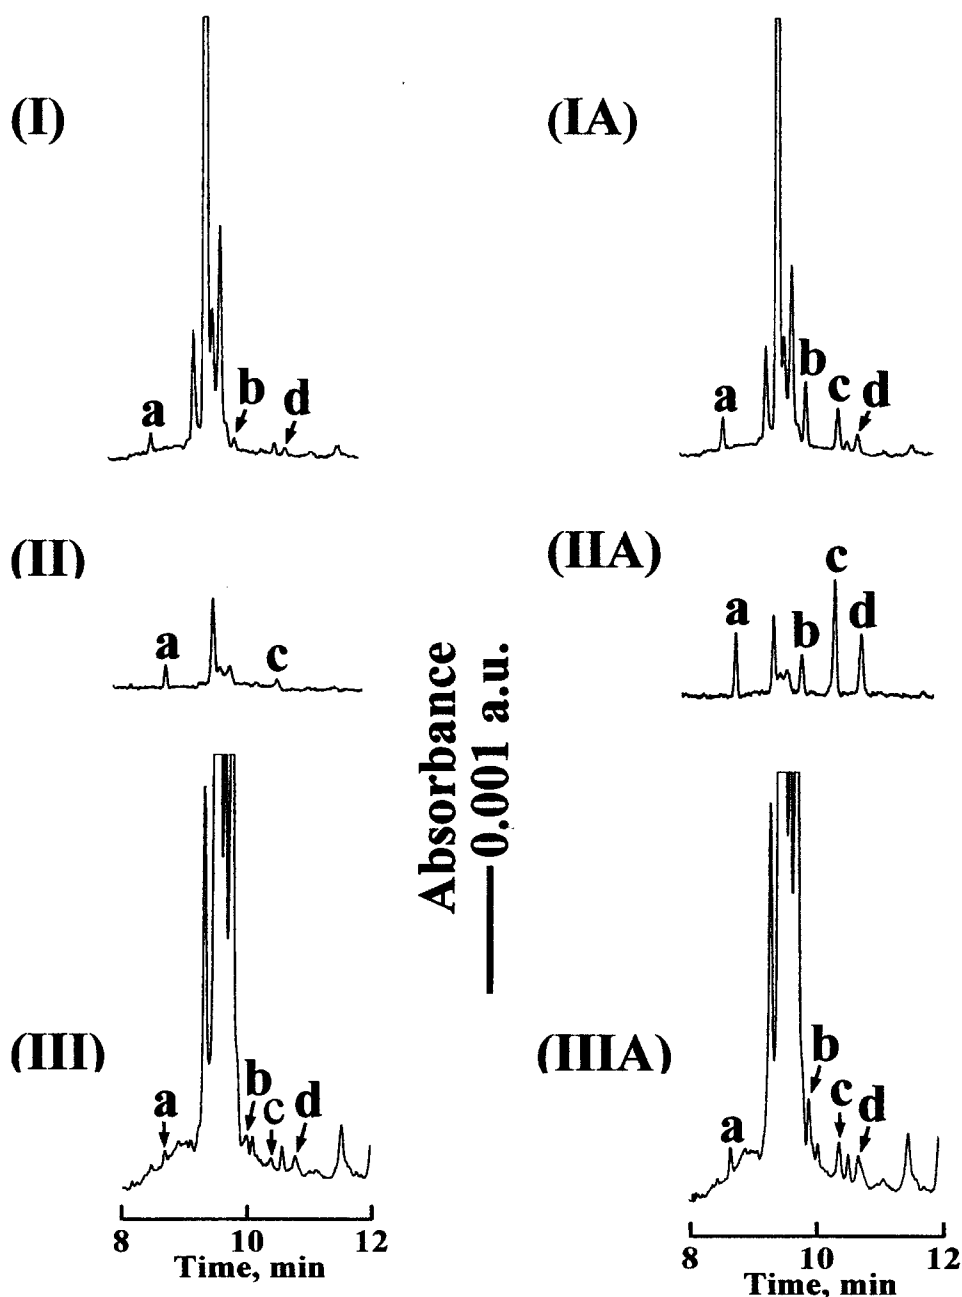 (I)
a
b
d
(IA)
a
b
c
d
(II)
a
c
(IIA)
a
b
c
d
Absorbance
0.001 a.u.
(III)
a
b
c
d
8
10
12
Time, min
(IIIA)
a
b
c
d
8
10
12
Time, min